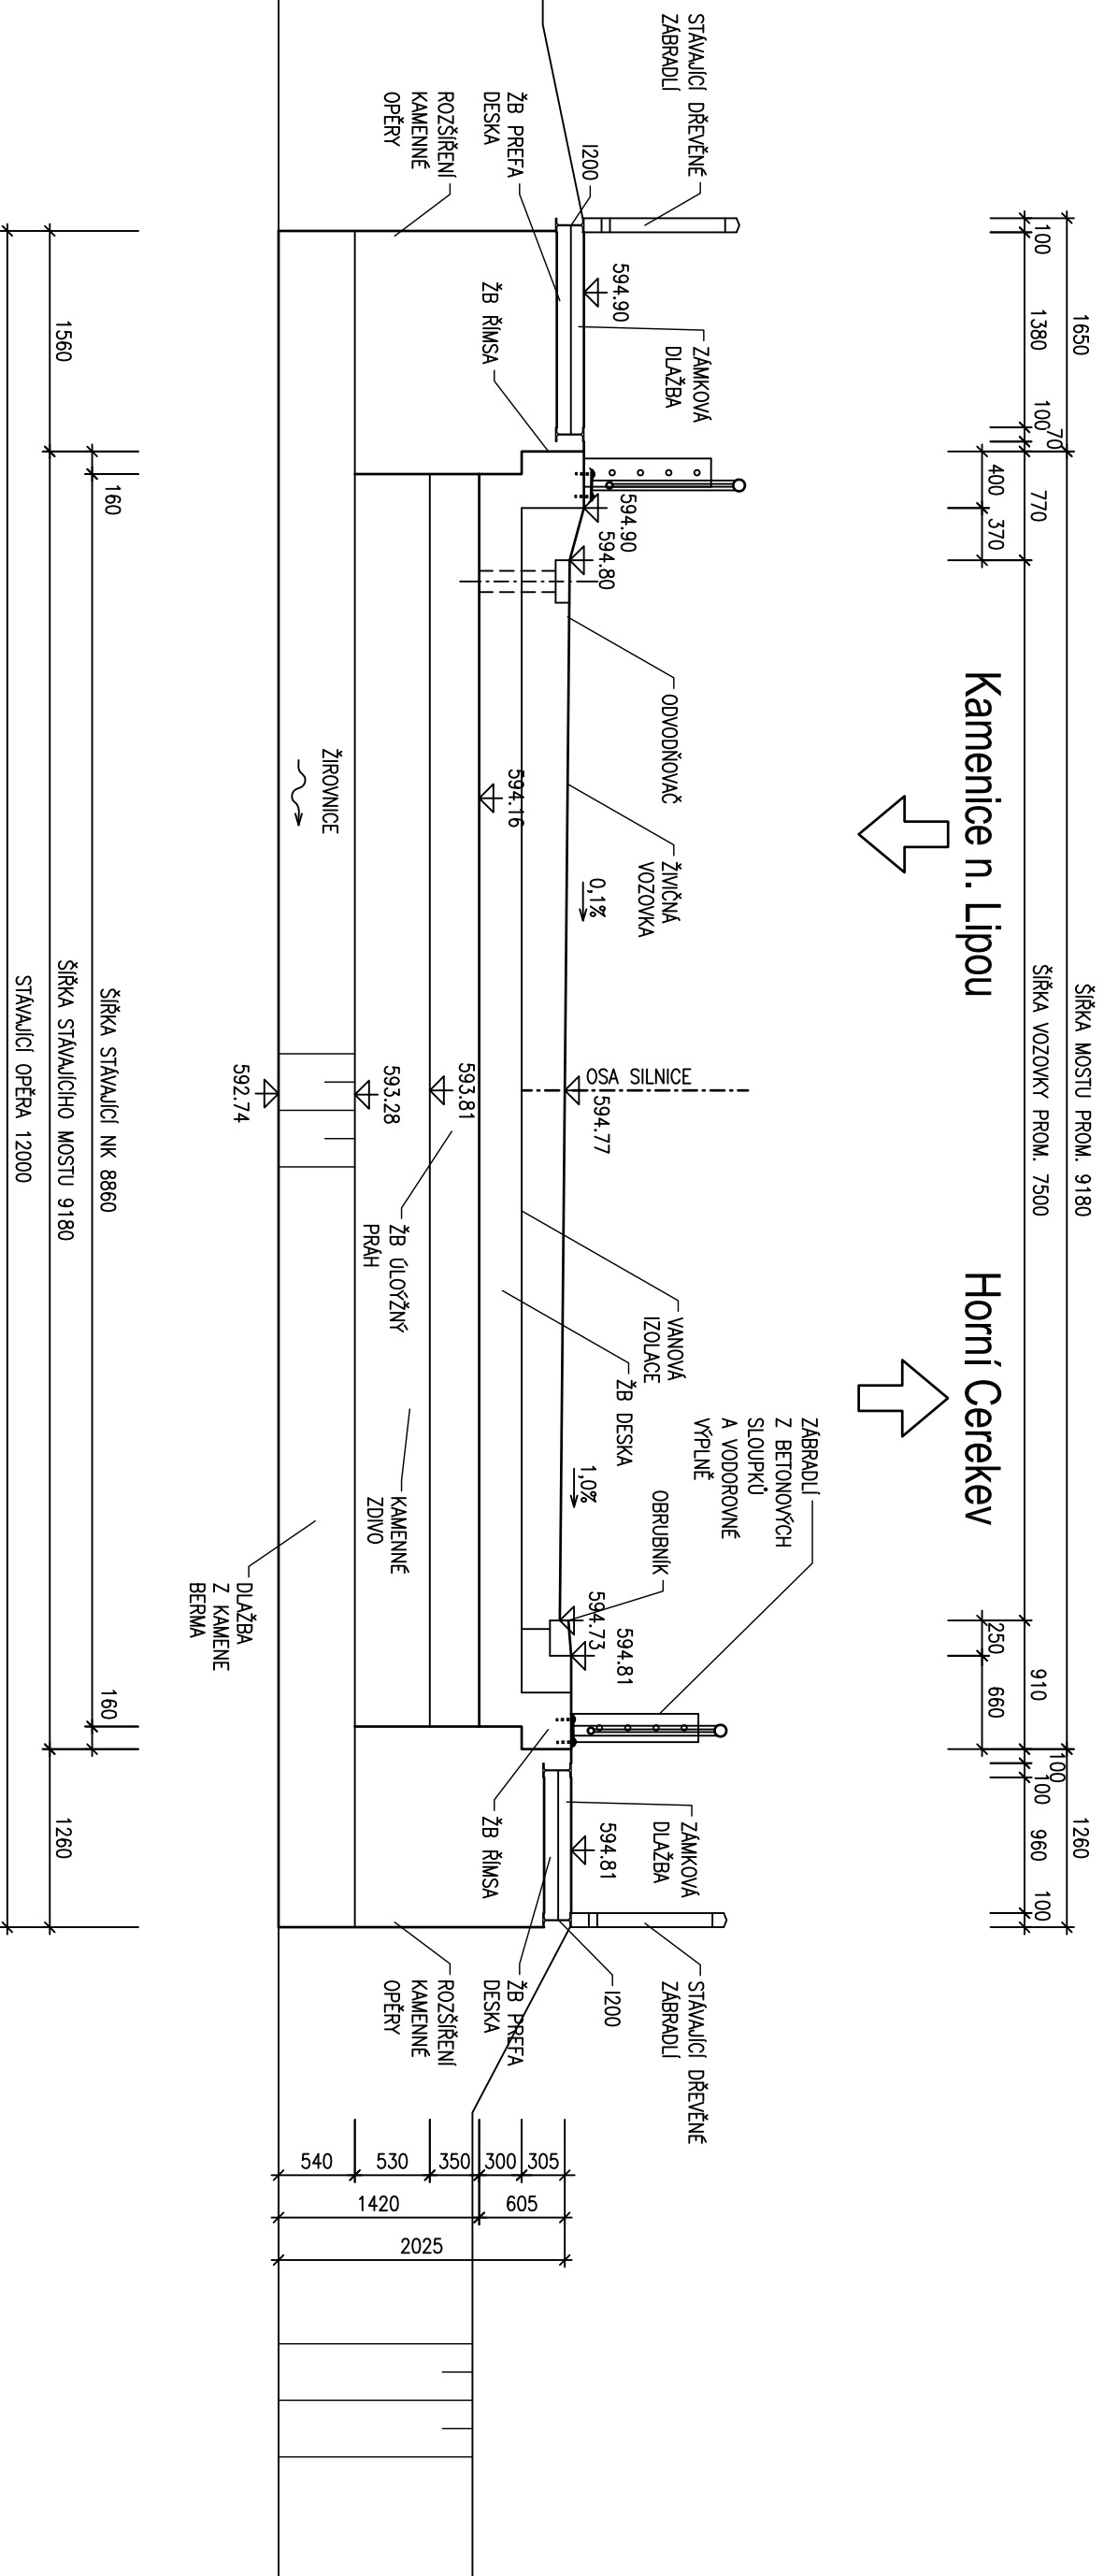 ŠÍŘKA MOSTU PROM. 9180
1650
1260
ŠÍŘKA VOZOVKY PROM. 7500
100
1380
100
70
770
910
100
100
960
100
400
370
250
660
Kamenice n. Lipou
Horní Cerekev
STÁVAJÍCÍ DŘEVĚNÉ
ZÁBRADLÍ
I200
ŽB PREFA
DESKA
ROZŠÍŘENÍ
KAMENNÉ
OPĚRY
594.90
ZÁMKOVÁ
DLAŽBA
ŽB ŘÍMSA
594.90
594.80
ODVODŇOVAČ
ŽIVIČNÁ
VOZOVKA
0,1%
594.16
ŽIROVNICE
OSA SILNICE
594.77
593.81
593.28
592.74
ŽB ÚLOÝŽNÝ
PRÁH
VANOVÁ
IZOLACE
ŽB DESKA
KAMENNÉ
ZDIVO
DLAŽBA
Z KAMENE
BERMA
1,0%
ZÁBRADLÍ
Z BETONOVÝCH
SLOUPKŮ
A VODOROVNÉ
VÝPLNĚ
OBRUBNÍK
594.73
594.81
ŽB ŘÍMSA
ZÁMKOVÁ
DLAŽBA
594.81
I200
STÁVAJÍCÍ DŘEVĚNÉ
ZÁBRADLÍ
ŽB PREFA
DESKA
ROZŠÍŘENÍ
KAMENNÉ
OPĚRY
540
530
350
300
305
1420
605
2025
160
ŠÍŘKA STÁVAJÍCÍ NK 8860
160
1560
ŠÍŘKA STÁVAJÍCÍHO MOSTU 9180
1260
STÁVAJÍCÍ OPĚRA 12000